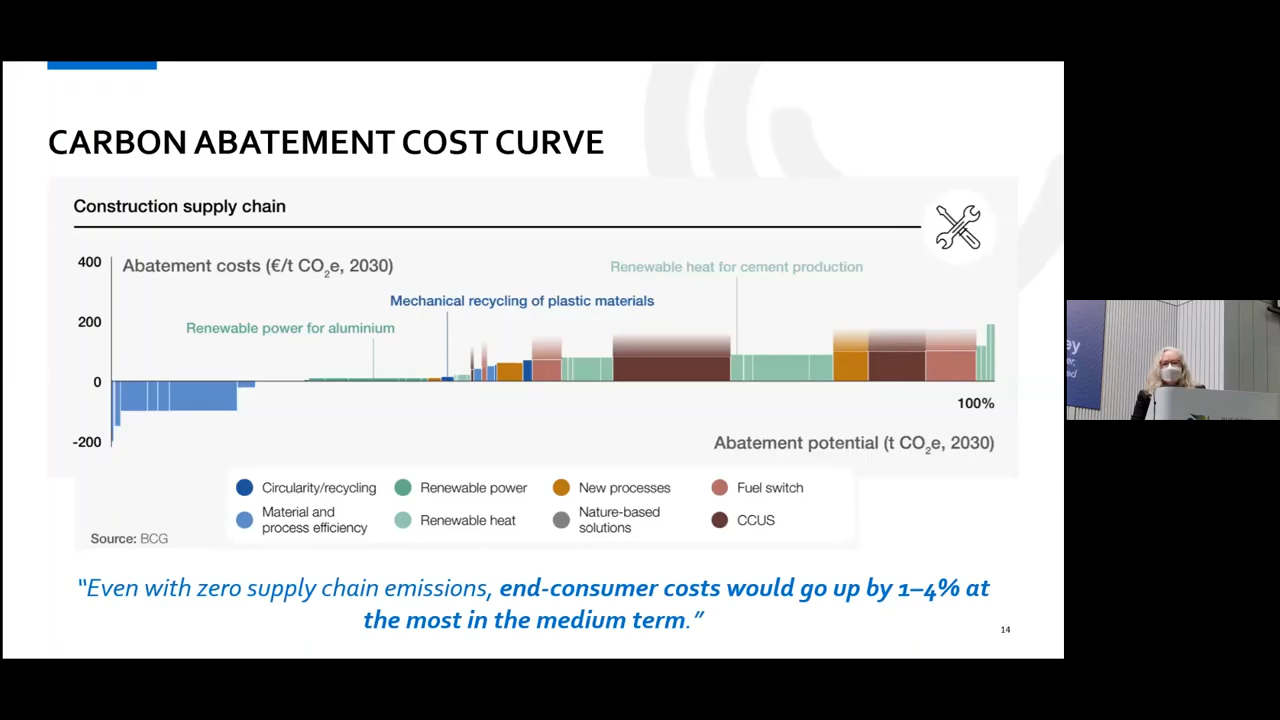 CARBON ABATEMENT COST CURVE
Construction supply chain
400
Abatement costs (€/t CO₂e, 2030)
Renewable heat for cement production
Mechanical recycling of plastic materials
200
Renewable power for aluminium
0
100%
-200
Abatement potential (t CO₂e, 2030)
Circularity/recycling
Renewable power
New processes
Fuel switch
Material and
process efficiency
Renewable heat
Nature-based
solutions
CCUS
Source: BCG
“Even with zero supply chain emissions, end-consumer costs would go up by 1–4% at
the most in the medium term.”
14